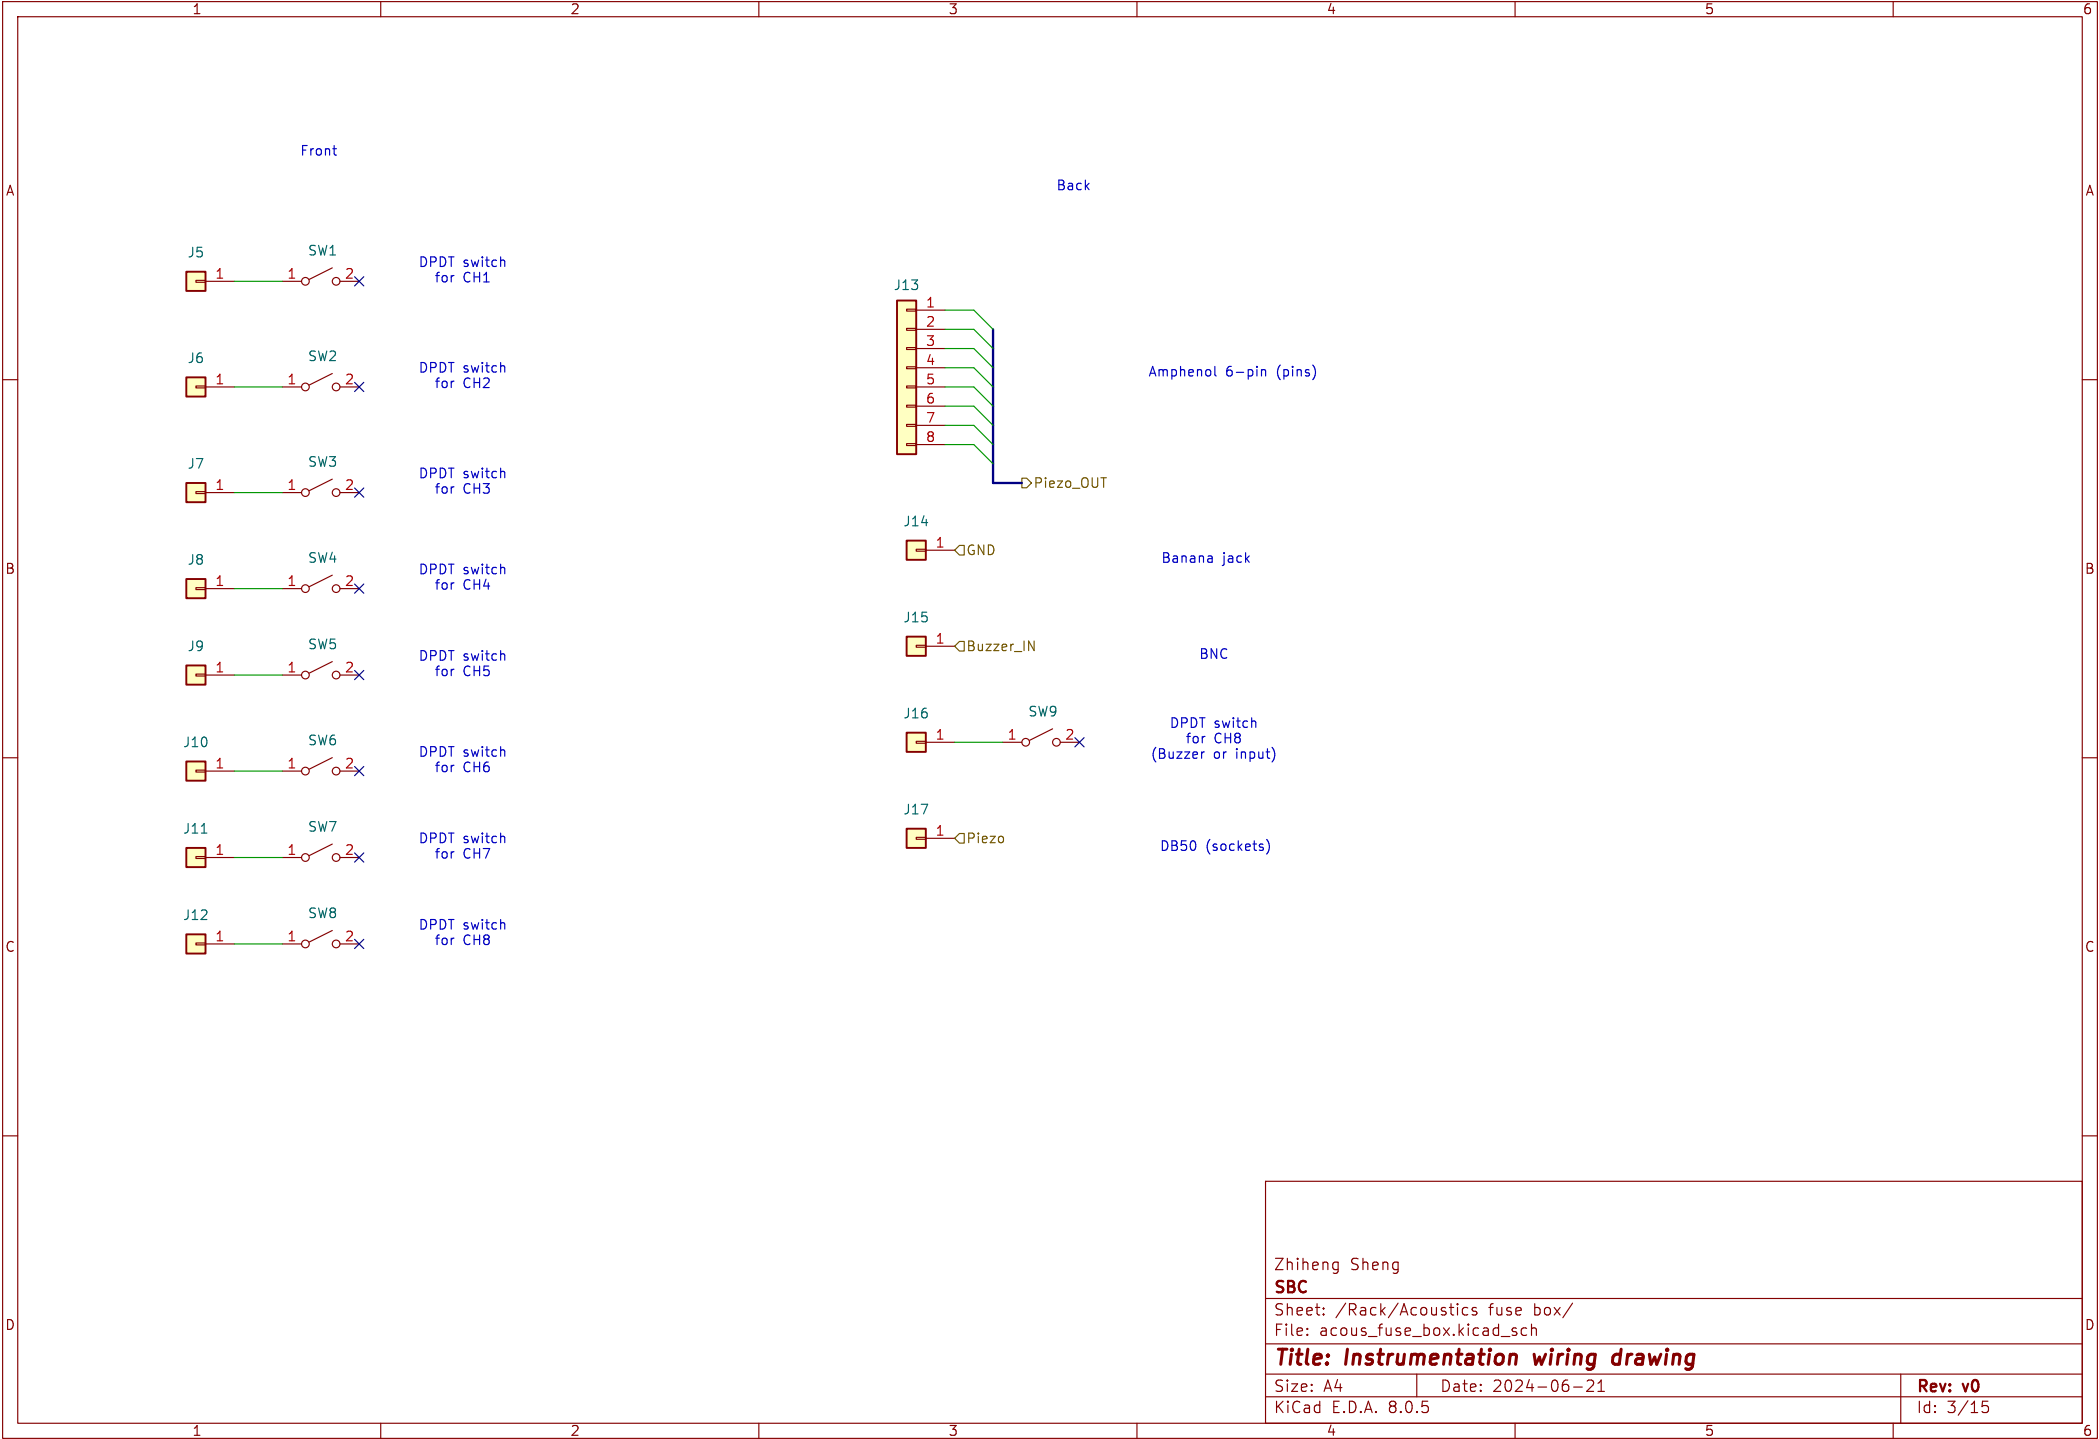 1 2 3 4 5 6
Front
Back
A A
J5 SW1
1 1 2
DPDT switch
for CH1
J6 SW2
1 1 2
DPDT switch
for CH2
J7 SW3
1 1 2
DPDT switch
for CH3
J8 SW4
1 1 2
DPDT switch
for CH4
J9 SW5
1 1 2
DPDT switch
for CH5
J10 SW6
1 1 2
DPDT switch
for CH6
J11 SW7
1 1 2
DPDT switch
for CH7
J12 SW8
1 1 2
DPDT switch
for CH8
J13
1
2
3
4
5
6
7
8
Amphenol 6-pin (pins)
Piezo_OUT
J14
1 GND
Banana jack
J15
1 Buzzer_IN
BNC
J16 SW9
1 1 2
DPDT switch
for CH8
(Buzzer or input)
J17
1 Piezo
DB50 (sockets)
B B
C C
D D
Zhiheng Sheng
SBC
Sheet: /Rack/Acoustics fuse box/
File: acous_fuse_box.kicad_sch
Title: Instrumentation wiring drawing
Size: A4 Date: 2024-06-21 Rev: v0
KiCad E.D.A. 8.0.5 Id: 3/15
1 2 3 4 5 6